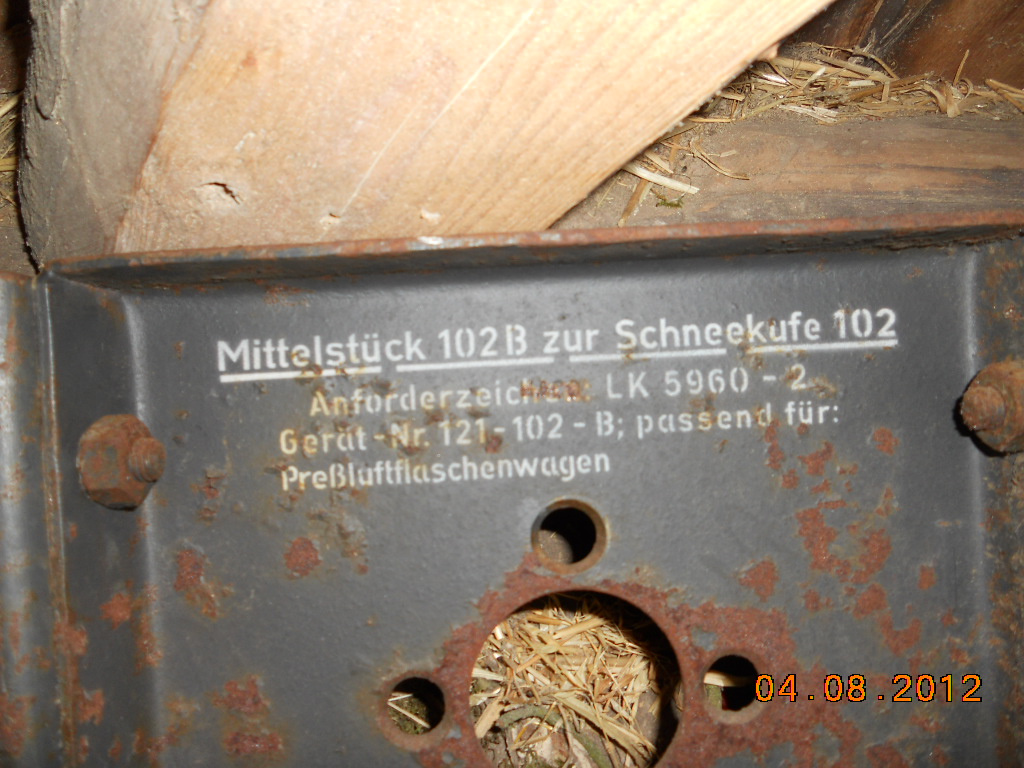 Mittelstück 102B zur Schneekufe 102
Anforderzeichen: LK 5960 - 2
Gerät-Nr. 121-102-B; passend für:
Preßluftflaschenwagen
04.08.2012